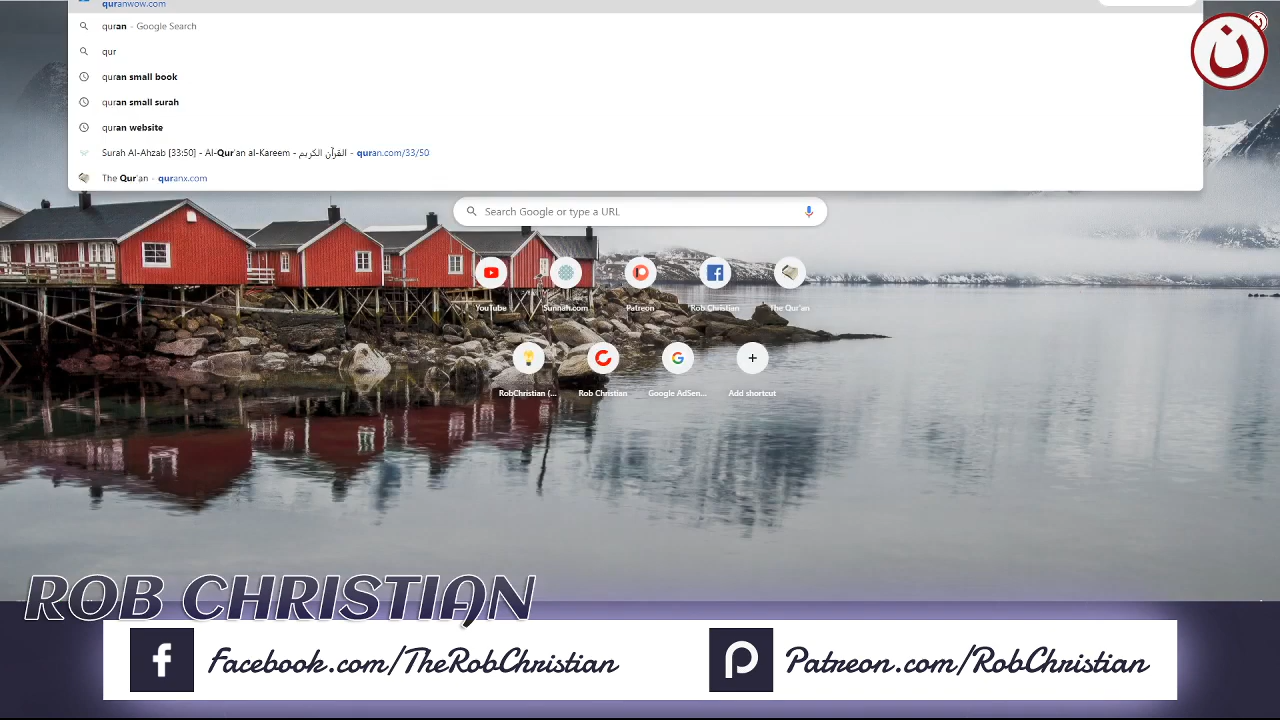 quranwow.com
quran - Google Search
qur
quran small book
quran small surah
quran website
Surah Al-Ahzab [33:50] - Al-Qur'an al-Kareem - القرآن الكريم - quran.com/33/50
The Qur'an - quranx.com
ن
ن
Search Google or type a URL
YouTube
Sunnah.com
Patreon
Rob Christian
The Qur'an
RobChristian (...
Rob Christian
Google AdSen...
Add shortcut
ROB CHRISTIAN
Facebook.com/TheRobChristian
Patreon.com/RobChristian